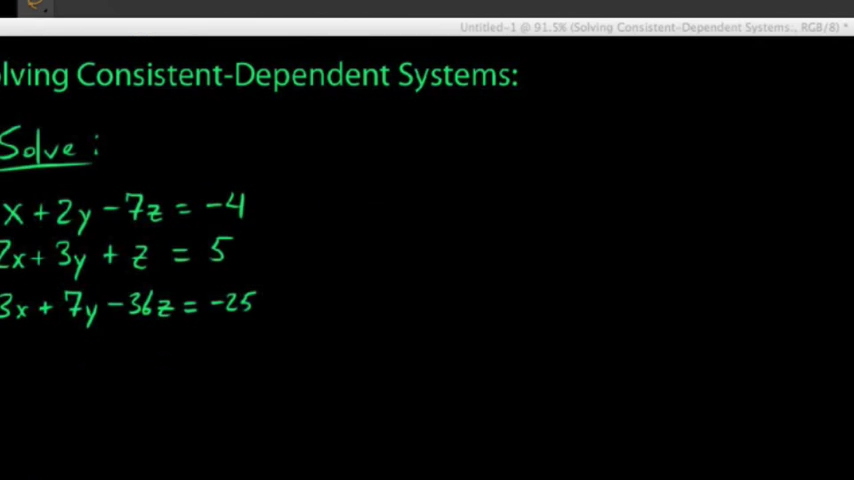 Untitled-1 @ 91.5% (Solving Consistent-Dependent Systems., RGB/8) *
lving Consistent-Dependent Systems:
Solve:
x + 2y - 7z = -4
2x + 3y + z = 5
3x + 7y - 36z = -25